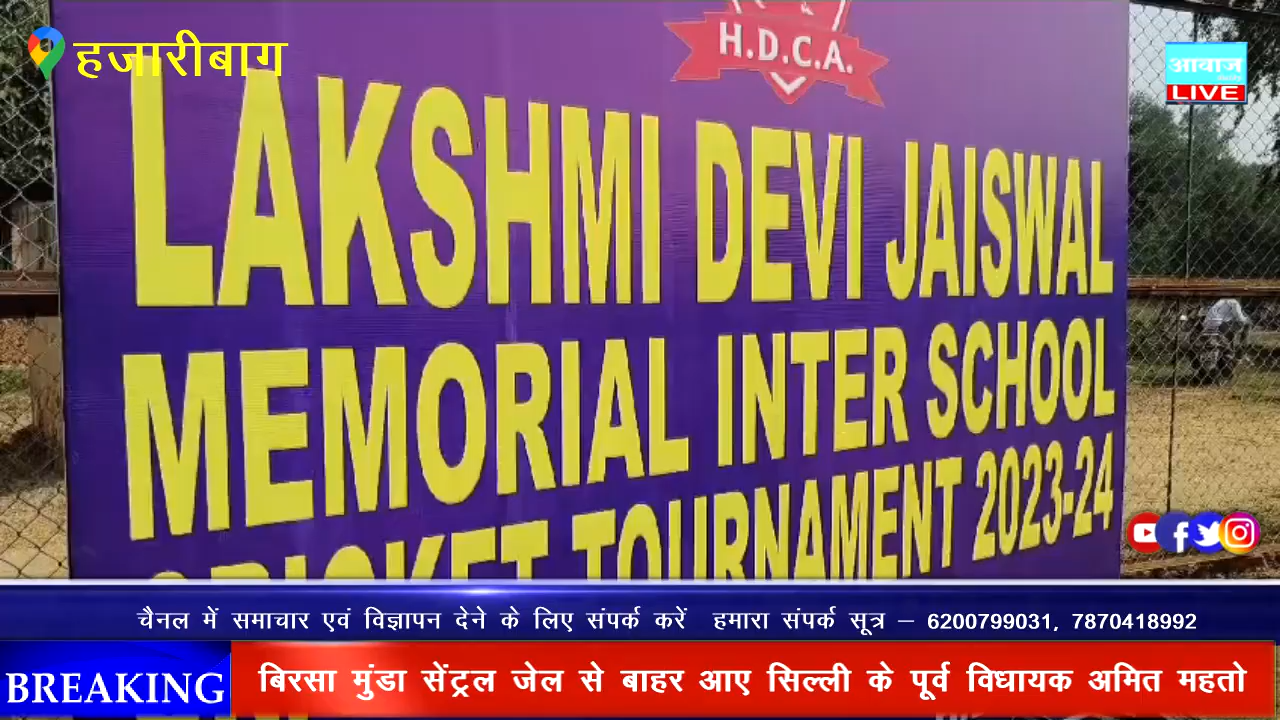 हजारीबाग
H.D.C.A.
आवाज
LIVE
LAKSHMI DEVI JAISWAL
MEMORIAL INTER SCHOOL
CRICKET TOURNAMENT 2023-24
चैनल में समाचार एवं विज्ञापन देने के लिए संपर्क करें हमारा संपर्क सूत्र – 6200799031, 7870418992
BREAKING
बिरसा मुंडा सेंट्रल जेल से बाहर आए सिल्ली के पूर्व विधायक अमित महतो